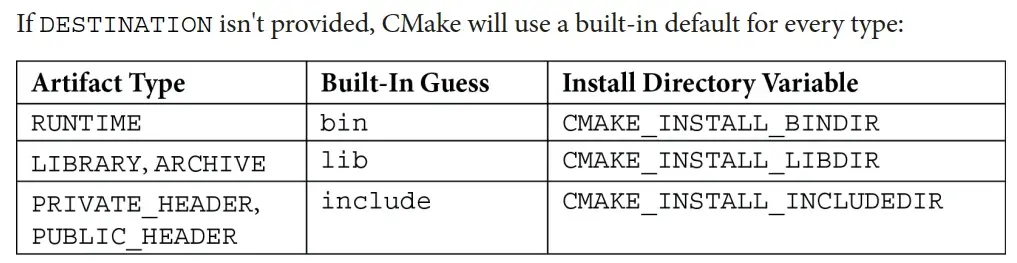 If DESTINATION isn't provided, CMake will use a built-in default for every type:
Artifact Type Built-In Guess Install Directory Variable
RUNTIME bin CMAKE_INSTALL_BINDIR
LIBRARY, ARCHIVE lib CMAKE_INSTALL_LIBDIR
PRIVATE_HEADER, include CMAKE_INSTALL_INCLUDEDIR
PUBLIC_HEADER